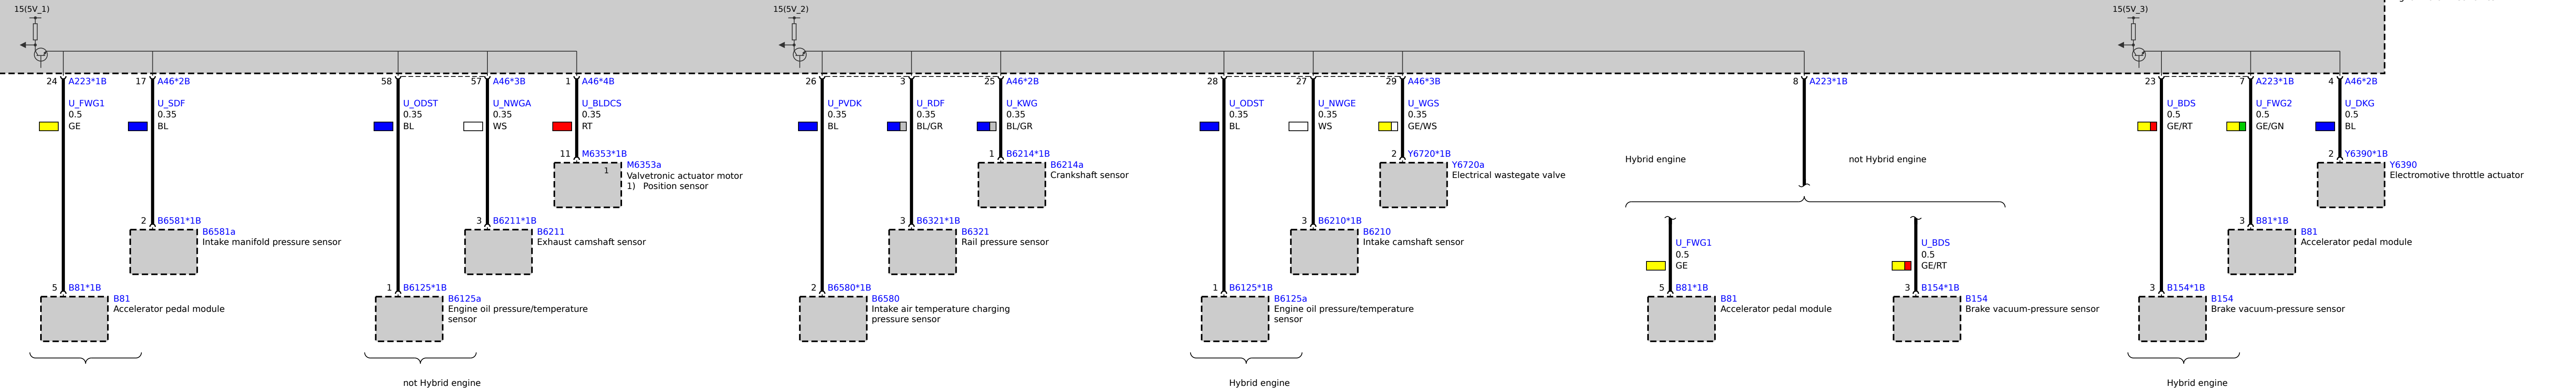 15(5V_1)
15(5V_2)
15(5V_3)
24 A223*1B
17 A46*2B
58
57 A46*3B
1 A46*4B
26
3
25 A46*2B
28
27
29 A46*3B
8 A223*1B
23
7 A223*1B
4 A46*2B
U_FWG1
0.5
GE
U_SDF
0.35
BL
U_ODST
0.35
BL
U_NWGA
0.35
WS
U_BLDCS
0.35
RT
U_PVDK
0.35
BL
U_RDF
0.35
BL/GR
U_KWG
0.35
BL/GR
U_ODST
0.35
BL
U_NWGE
0.35
WS
U_WGS
0.35
GE/WS
U_BDS
0.5
GE/RT
U_FWG2
0.5
GE/GN
U_DKG
0.5
BL
11 M6353*1B
M6353a
1
Valvetronic actuator motor
1) Position sensor
1 B6214*1B
B6214a
Crankshaft sensor
2 Y6720*1B
Y6720a
Electrical wastegate valve
Hybrid engine
not Hybrid engine
2 Y6390*1B
Y6390
Electromotive throttle actuator
2 B6581*1B
B6581a
Intake manifold pressure sensor
3 B6211*1B
B6211
Exhaust camshaft sensor
3 B6321*1B
B6321
Rail pressure sensor
3 B6210*1B
B6210
Intake camshaft sensor
3 B81*1B
B81
Accelerator pedal module
U_FWG1
0.5
GE
U_BDS
0.5
GE/RT
5 B81*1B
B81
Accelerator pedal module
1 B6125*1B
B6125a
Engine oil pressure/temperature
sensor
2 B6580*1B
B6580
Intake air temperature charging
pressure sensor
1 B6125*1B
B6125a
Engine oil pressure/temperature
sensor
5 B81*1B
B81
Accelerator pedal module
3 B154*1B
B154
Brake vacuum-pressure sensor
3 B154*1B
B154
Brake vacuum-pressure sensor
not Hybrid engine
Hybrid engine
Hybrid engine